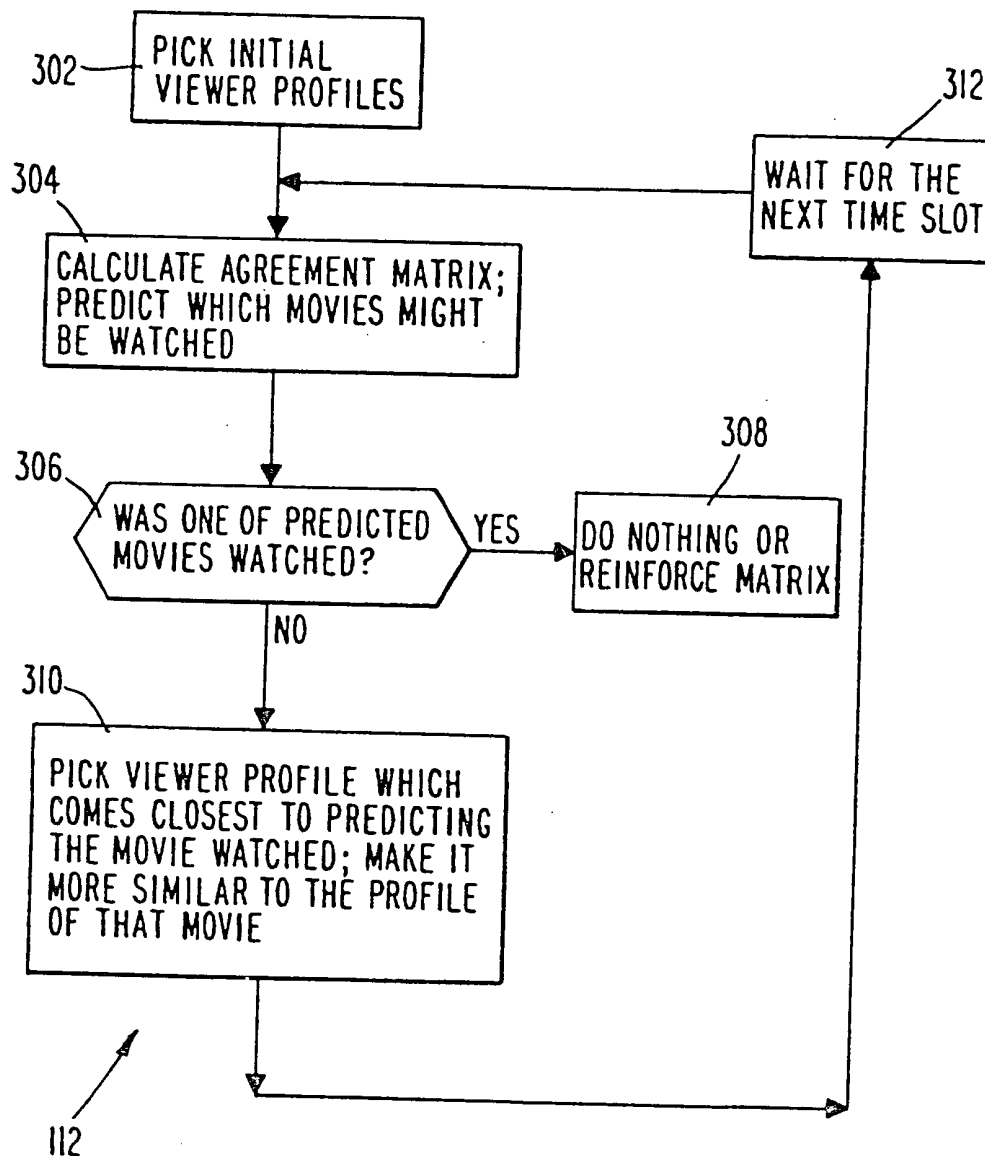 302
PICK INITIAL
VIEWER PROFILES
312
WAIT FOR THE
NEXT TIME SLOT
304
CALCULATE AGREEMENT MATRIX;
PREDICT WHICH MOVIES MIGHT
BE WATCHED
306
WAS ONE OF PREDICTED
MOVIES WATCHED?
YES
308
DO NOTHING OR
REINFORCE MATRIX
NO
310
PICK VIEWER PROFILE WHICH
COMES CLOSEST TO PREDICTING
THE MOVIE WATCHED; MAKE IT
MORE SIMILAR TO THE PROFILE
OF THAT MOVIE
112